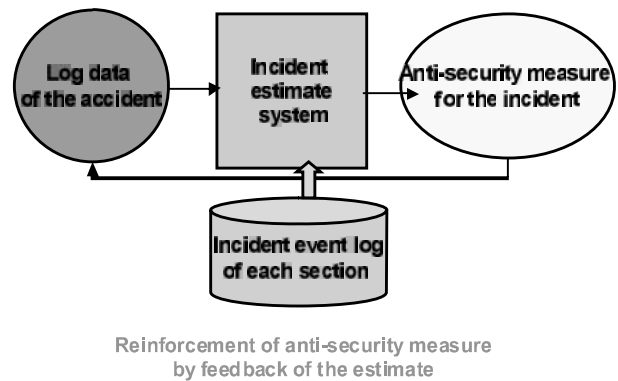 Log data
of the accident
Incident
estimate
system
Anti-security measure
for the incident
Incident event log
of each section
Reinforcement of anti-security measure
by feedback of the estimate